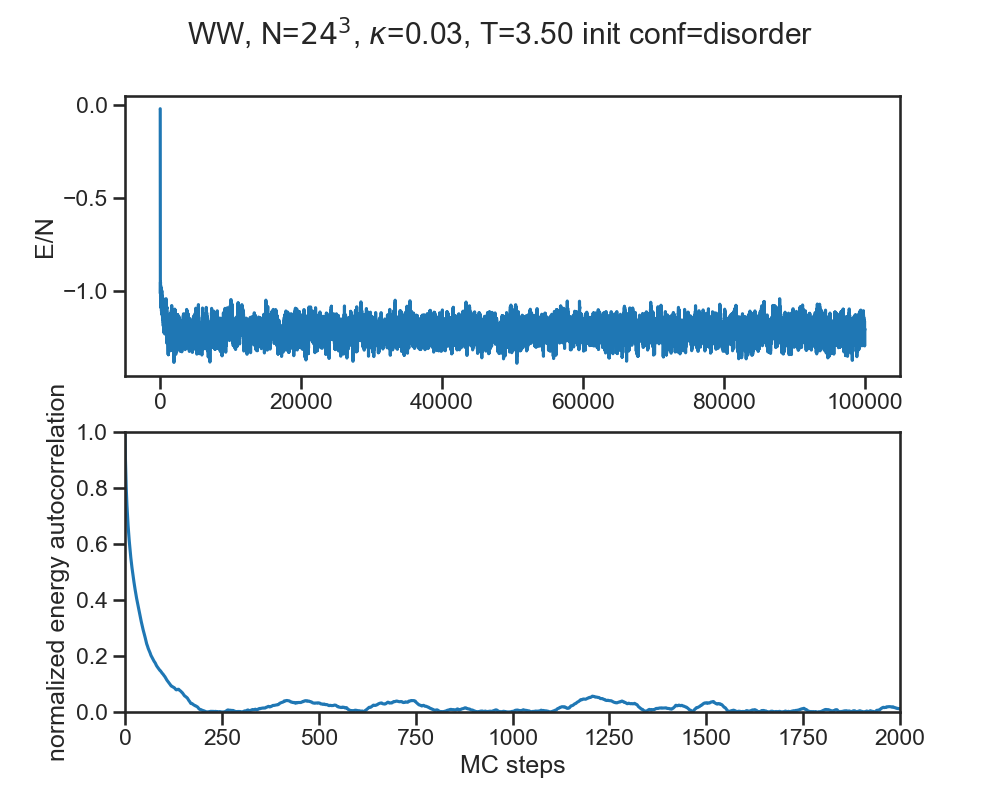 WW, N=24³, κ=0.03, T=3.50 init conf=disorder
0.0
−0.5
−1.0
E/N
0 20000 40000 60000 80000 100000
1.0
0.8
0.6
0.4
0.2
0.0
normalized energy autocorrelation
0 250 500 750 1000 1250 1500 1750 2000
MC steps